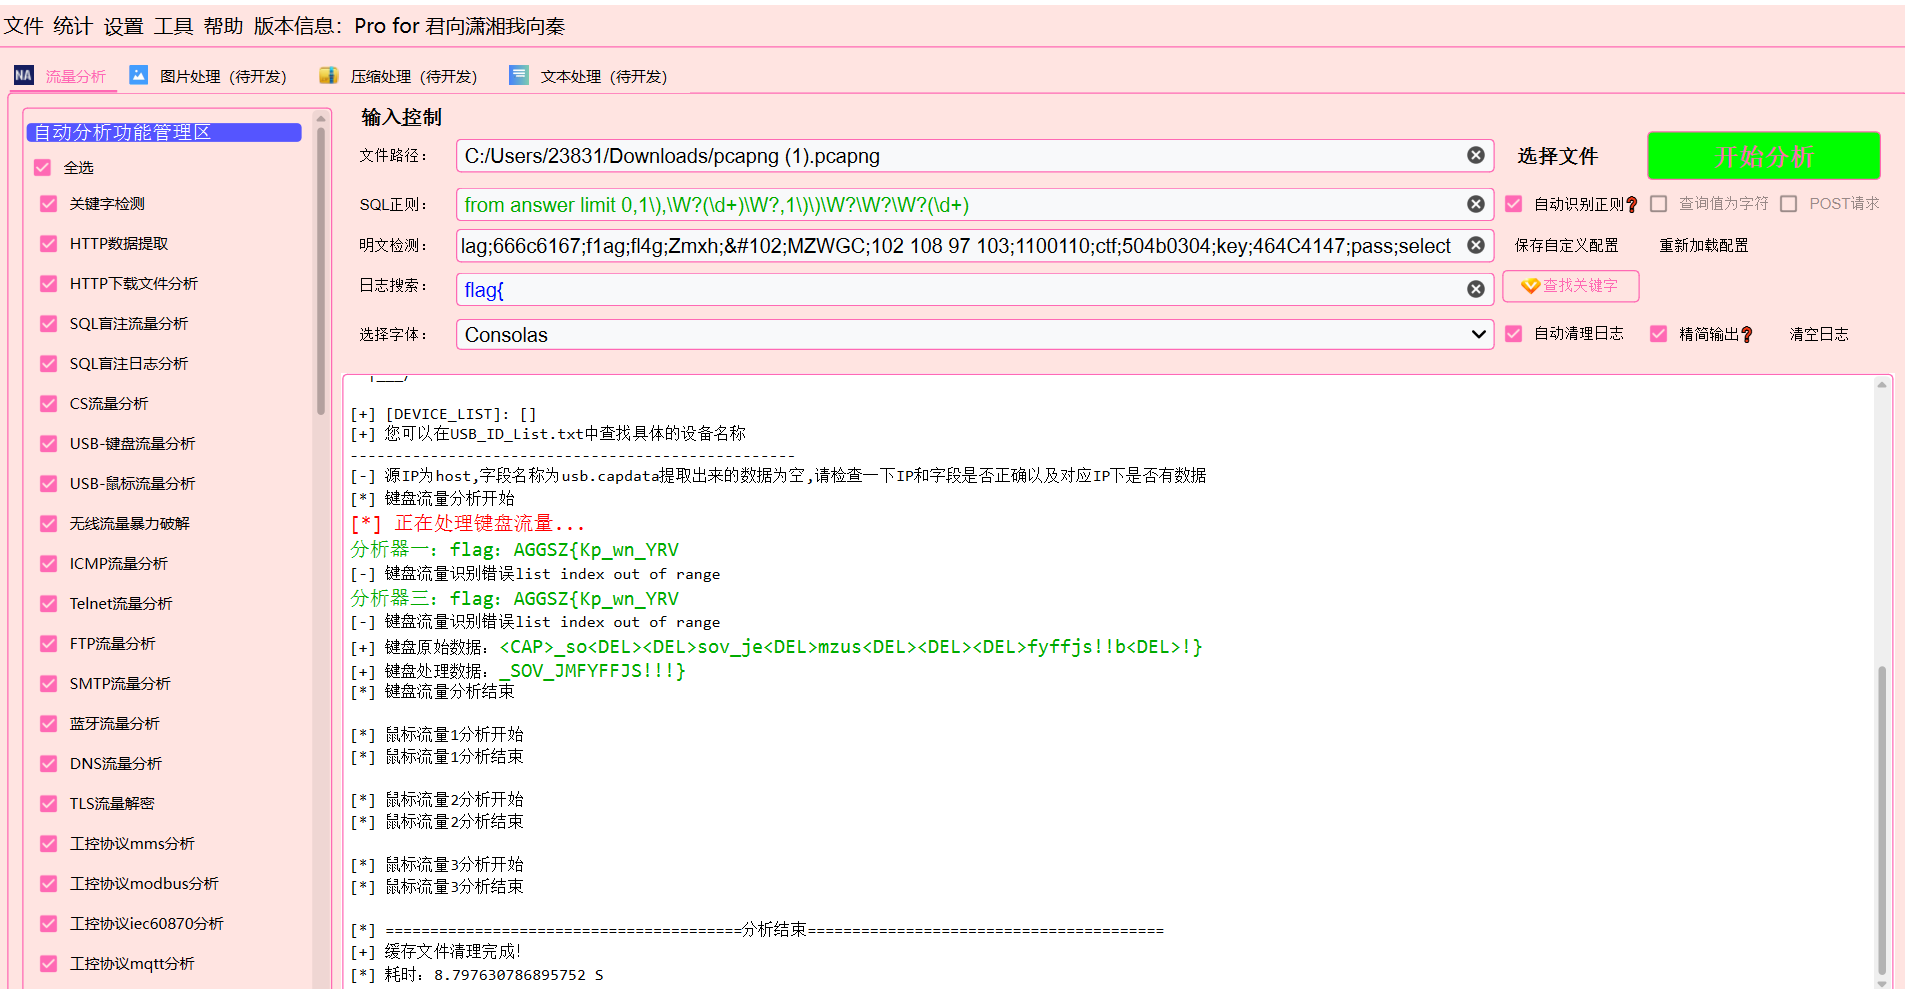 文件 统计 设置 工具 帮助 版本信息：Pro for 君向潇湘我向秦
NA 流量分析 图片处理（待开发） 压缩处理（待开发） 文本处理（待开发）
自动分析功能管理区
全选
关键字检测
HTTP数据提取
HTTP下载文件分析
SQL盲注流量分析
SQL盲注日志分析
CS流量分析
USB-键盘流量分析
USB-鼠标流量分析
无线流量暴力破解
ICMP流量分析
Telnet流量分析
FTP流量分析
SMTP流量分析
蓝牙流量分析
DNS流量分析
TLS流量解密
工控协议mms分析
工控协议modbus分析
工控协议iec60870分析
工控协议mqtt分析
输入控制
文件路径： C:/Users/23831/Downloads/pcapng (1).pcapng 选择文件 开始分析
SQL正则： from answer limit 0,1\),\W?(\d+)\W?,1\)\)\W?\W?\W?(\d+) 自动识别正则? 查询值为字符 POST请求
明文检测： lag;666c6167;f1ag;fl4g;Zmxh;&#102;MZWGC;102 108 97 103;1100110;ctf;504b0304;key;464C4147;pass;select 保存自定义配置 重新加载配置
日志搜索： flag{ 查找关键字
选择字体： Consolas 自动清理日志 精简输出? 清空日志
[+] [DEVICE_LIST]: []
[+] 您可以在USB_ID_List.txt中查找具体的设备名称
--------------------------------------------------
[-] 源IP为host,字段名称为usb.capdata提取出来的数据为空,请检查一下IP和字段是否正确以及对应IP下是否有数据
[*] 键盘流量分析开始
[*] 正在处理键盘流量...
分析器一: flag: AGGSZ{Kp_wn_YRV
[-] 键盘流量识别错误list index out of range
分析器三: flag: AGGSZ{Kp_wn_YRV
[-] 键盘流量识别错误list index out of range
[+] 键盘原始数据: <CAP>_so<DEL><DEL>sov_je<DEL>mzus<DEL><DEL><DEL>fyffjs!!b<DEL>!}
[+] 键盘处理数据: _SOV_JMFYFFJS!!!}
[*] 键盘流量分析结束
[*] 鼠标流量1分析开始
[*] 鼠标流量1分析结束
[*] 鼠标流量2分析开始
[*] 鼠标流量2分析结束
[*] 鼠标流量3分析开始
[*] 鼠标流量3分析结束
[*] ========================================分析结束========================================
[+] 缓存文件清理完成!
[*] 耗时: 8.797630786895752 S